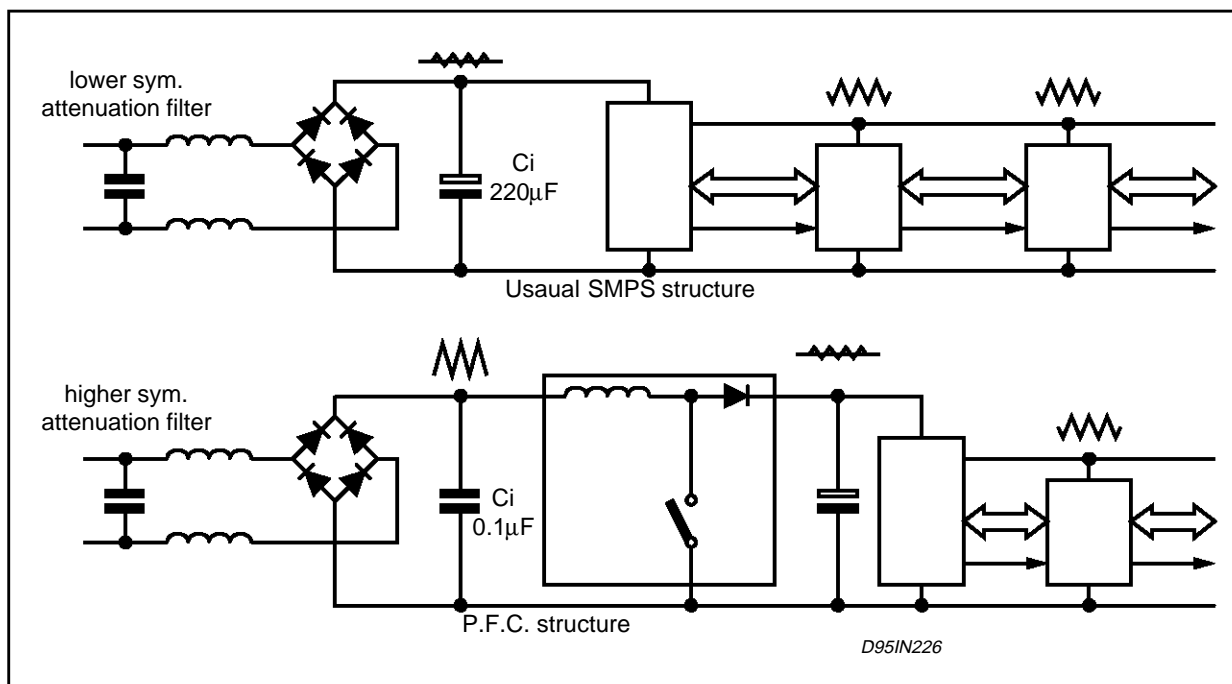 lower sym.
attenuation filter
Ci
220µF
Usaual SMPS structure
higher sym.
attenuation filter
Ci
0.1µF
P.F.C. structure
D95IN226